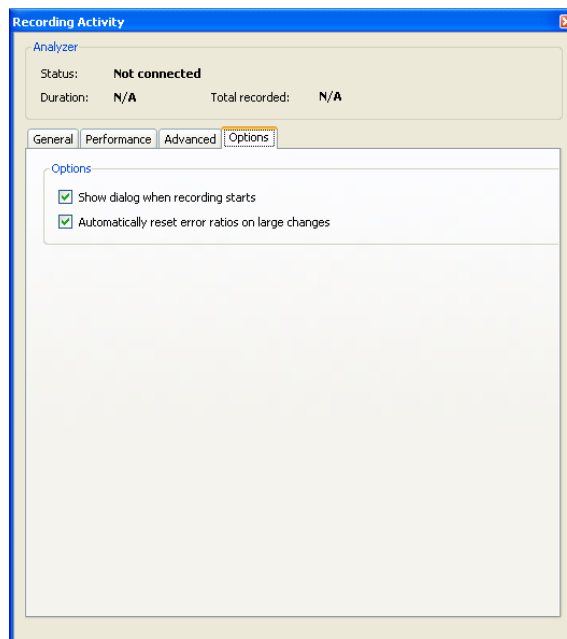 Recording Activity
Analyzer
Status: Not connected
Duration: N/A Total recorded: N/A
General Performance Advanced Options
Options
Show dialog when recording starts
Automatically reset error ratios on large changes